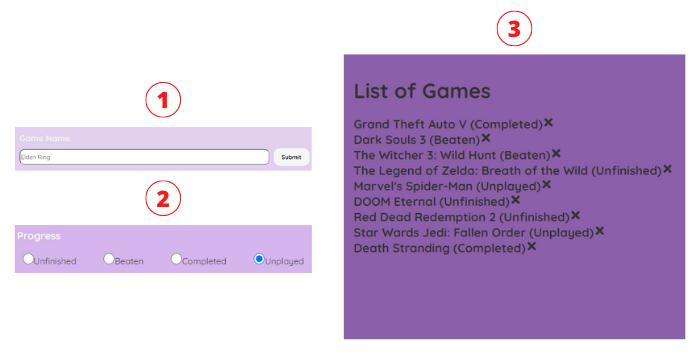 1
Game Name
Elden Ring
Submit
2
Progress
Unfinished
Beaten
Completed
Unplayed
3
List of Games
Grand Theft Auto V (Completed)✖
Dark Souls 3 (Beaten)✖
The Witcher 3: Wild Hunt (Beaten)✖
The Legend of Zelda: Breath of the Wild (Unfinished)✖
Marvel's Spider-Man (Unplayed)✖
DOOM Eternal (Unfinished)✖
Red Dead Redemption 2 (Unfinished)✖
Star Wards Jedi: Fallen Order (Unplayed)✖
Death Stranding (Completed)✖